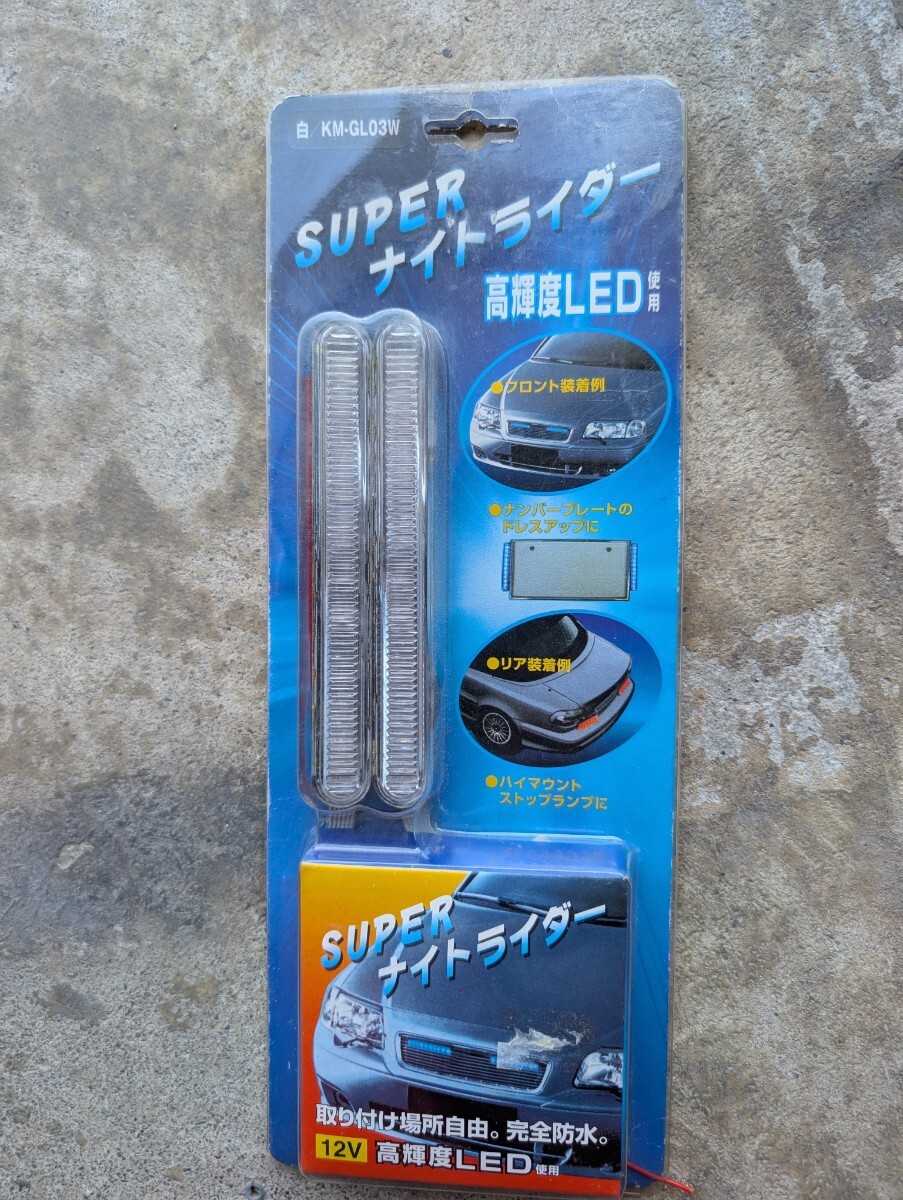 白/KM-GL03W
SUPER
ナイトライダー
高輝度LED使用
●フロント装着例
●ナンバープレートの
ドレスアップに
●リア装着例
●ハイマウント
ストップランプに
SUPER
ナイトライダー
取り付け場所自由。完全防水。
12V 高輝度LED使用